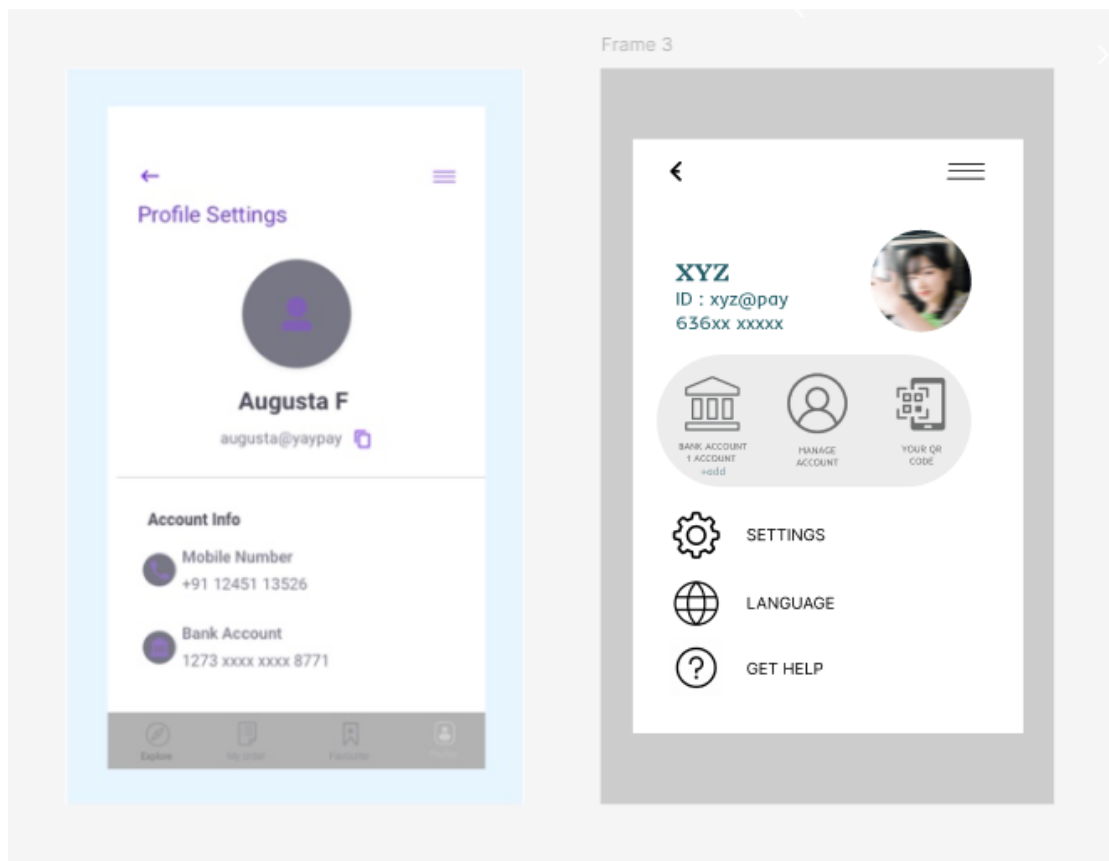 Frame 3
Profile Settings
Augusta F
augusta@yaypay
Account Info
Mobile Number
+91 12451 13526
Bank Account
1273 xxxx xxxx 8771
Explore
My order
Favourite
XYZ
ID : xyz@pay
636xx xxxxx
BANK ACCOUNT
1 ACCOUNT
+add
MANAGE
ACCOUNT
YOUR QR
CODE
SETTINGS
LANGUAGE
GET HELP